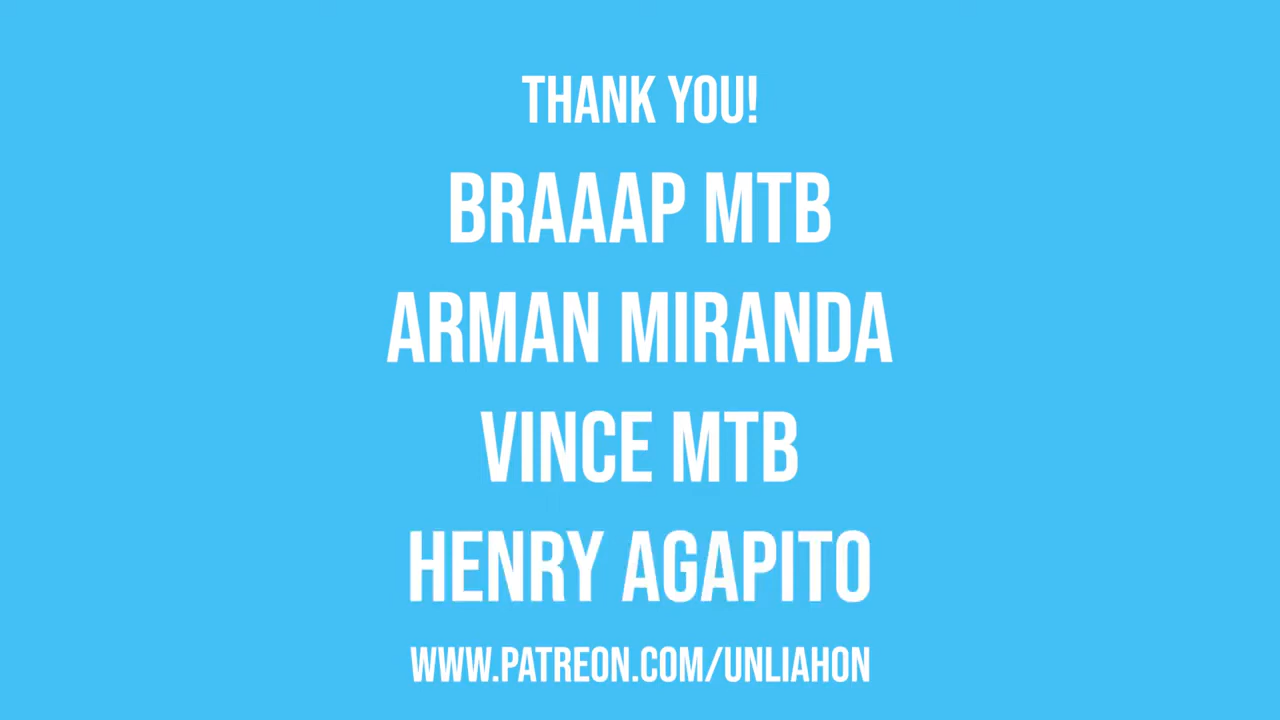 THANK YOU!
BRAAAP MTB
ARMAN MIRANDA
VINCE MTB
HENRY AGAPITO
WWW.PATREON.COM/UNLIAHON